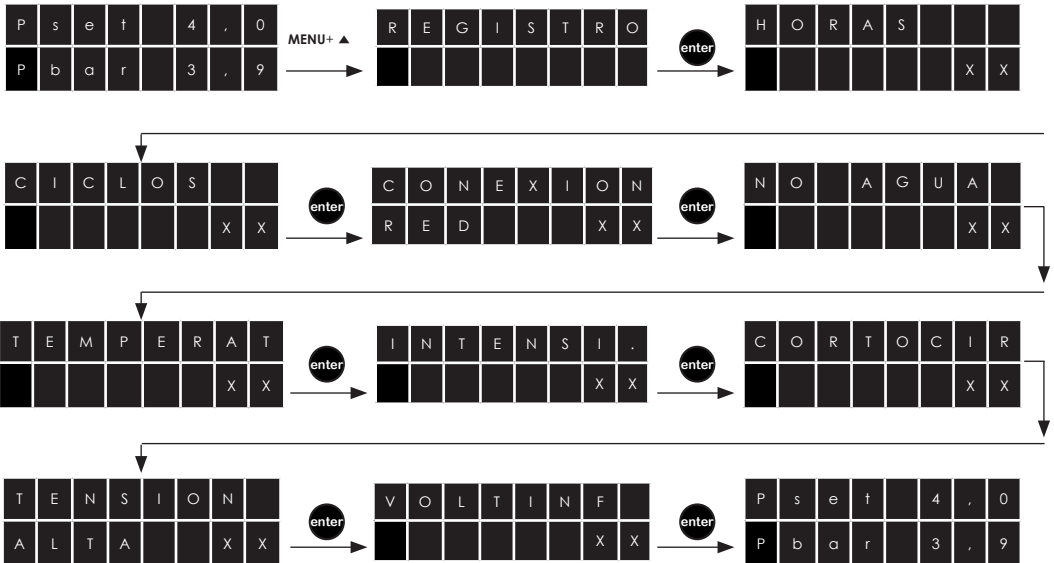 Pset 4,0
Pbar 3,9
MENU+ ▲
REGISTRO
enter
HORAS
XX
CICLOS
XX
enter
CONEXION
RED XX
enter
NO AGUA
XX
TEMPERAT
XX
enter
INTENSI.
XX
enter
CORTOCIR
XX
TENSION
ALTA XX
enter
VOLTINF
XX
enter
Pset 4,0
Pbar 3,9